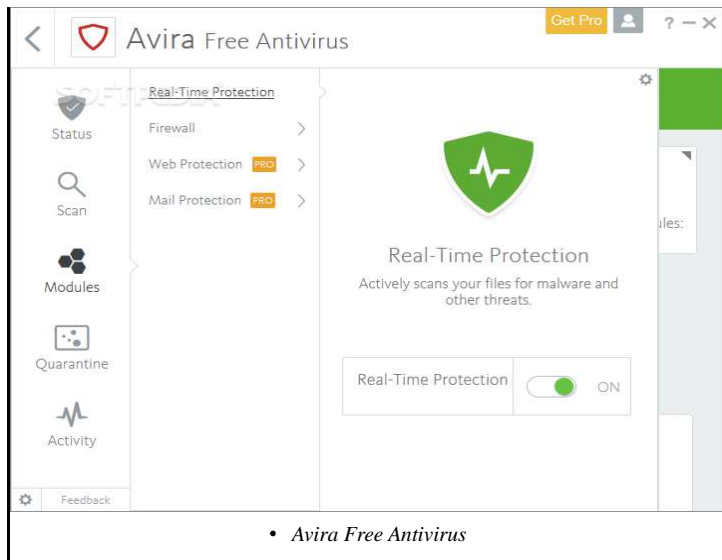 Avira Free Antivirus
Get Pro
?
SOFTPEDIA
Status
Scan
Modules
Quarantine
Activity
Feedback
Real-Time Protection
Firewall
Web Protection PRO
Mail Protection PRO
Real-Time Protection
Actively scans your files for malware and
other threats.
Real-Time Protection
ON
ules:
• Avira Free Antivirus